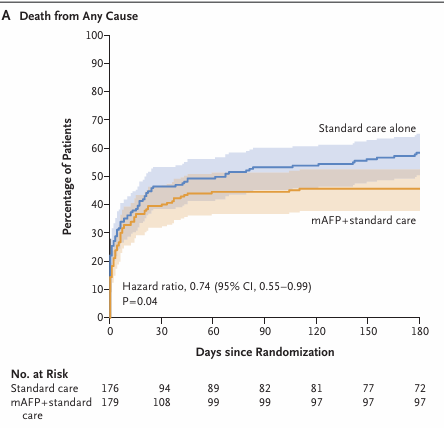 A Death from Any Cause
100
90
80
70
60
50
40
30
20
10
0
Percentage of Patients
Standard care alone
mAFP+standard care
Hazard ratio, 0.74 (95% CI, 0.55–0.99)
P=0.04
0 30 60 90 120 150 180
Days since Randomization
No. at Risk
Standard care 176 94 89 82 81 77 72
mAFP+standard 179 108 99 99 97 97 97
care